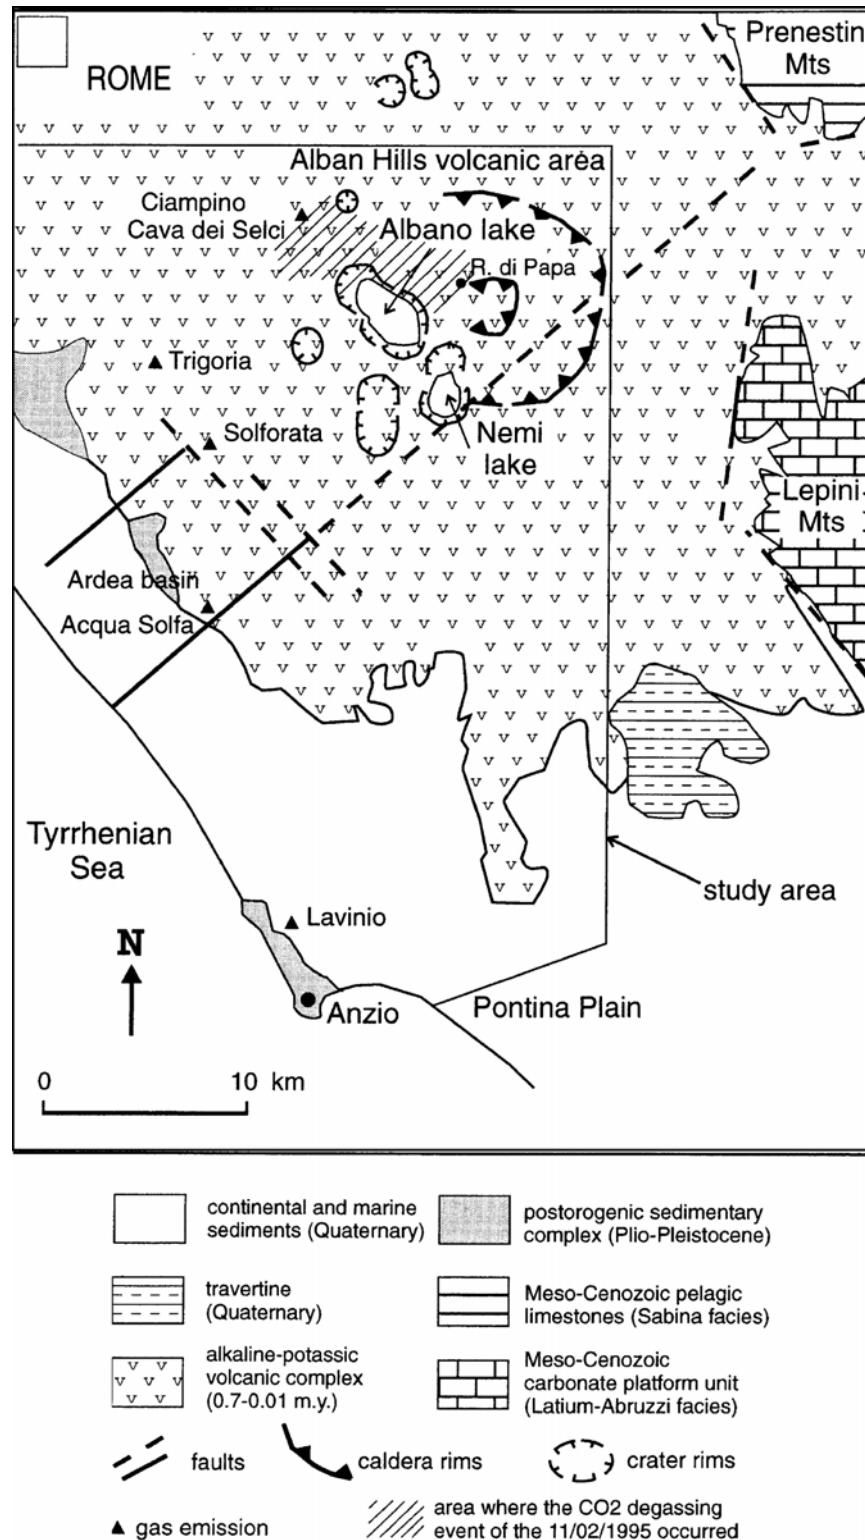 Prenestin
Mts
ROME
Alban Hills volcanic area
Ciampino
Cava dei Selci
Albano lake
R. di Papa
Trigoria
Solforata
Nemi
lake
Lepini
Mts
Ardea basin
Acqua Solfa
Tyrrhenian
Sea
study area
Lavinio
N
Anzio
Pontina Plain
0 10 km
continental and marine
sediments (Quaternary)
postorogenic sedimentary
complex (Plio-Pleistocene)
travertine
(Quaternary)
Meso-Cenozoic pelagic
limestones (Sabina facies)
alkaline-potassic
volcanic complex
(0.7-0.01 m.y.)
Meso-Cenozoic
carbonate platform unit
(Latium-Abruzzi facies)
faults
caldera rims
crater rims
gas emission
area where the CO2 degassing
event of the 11/02/1995 occurred